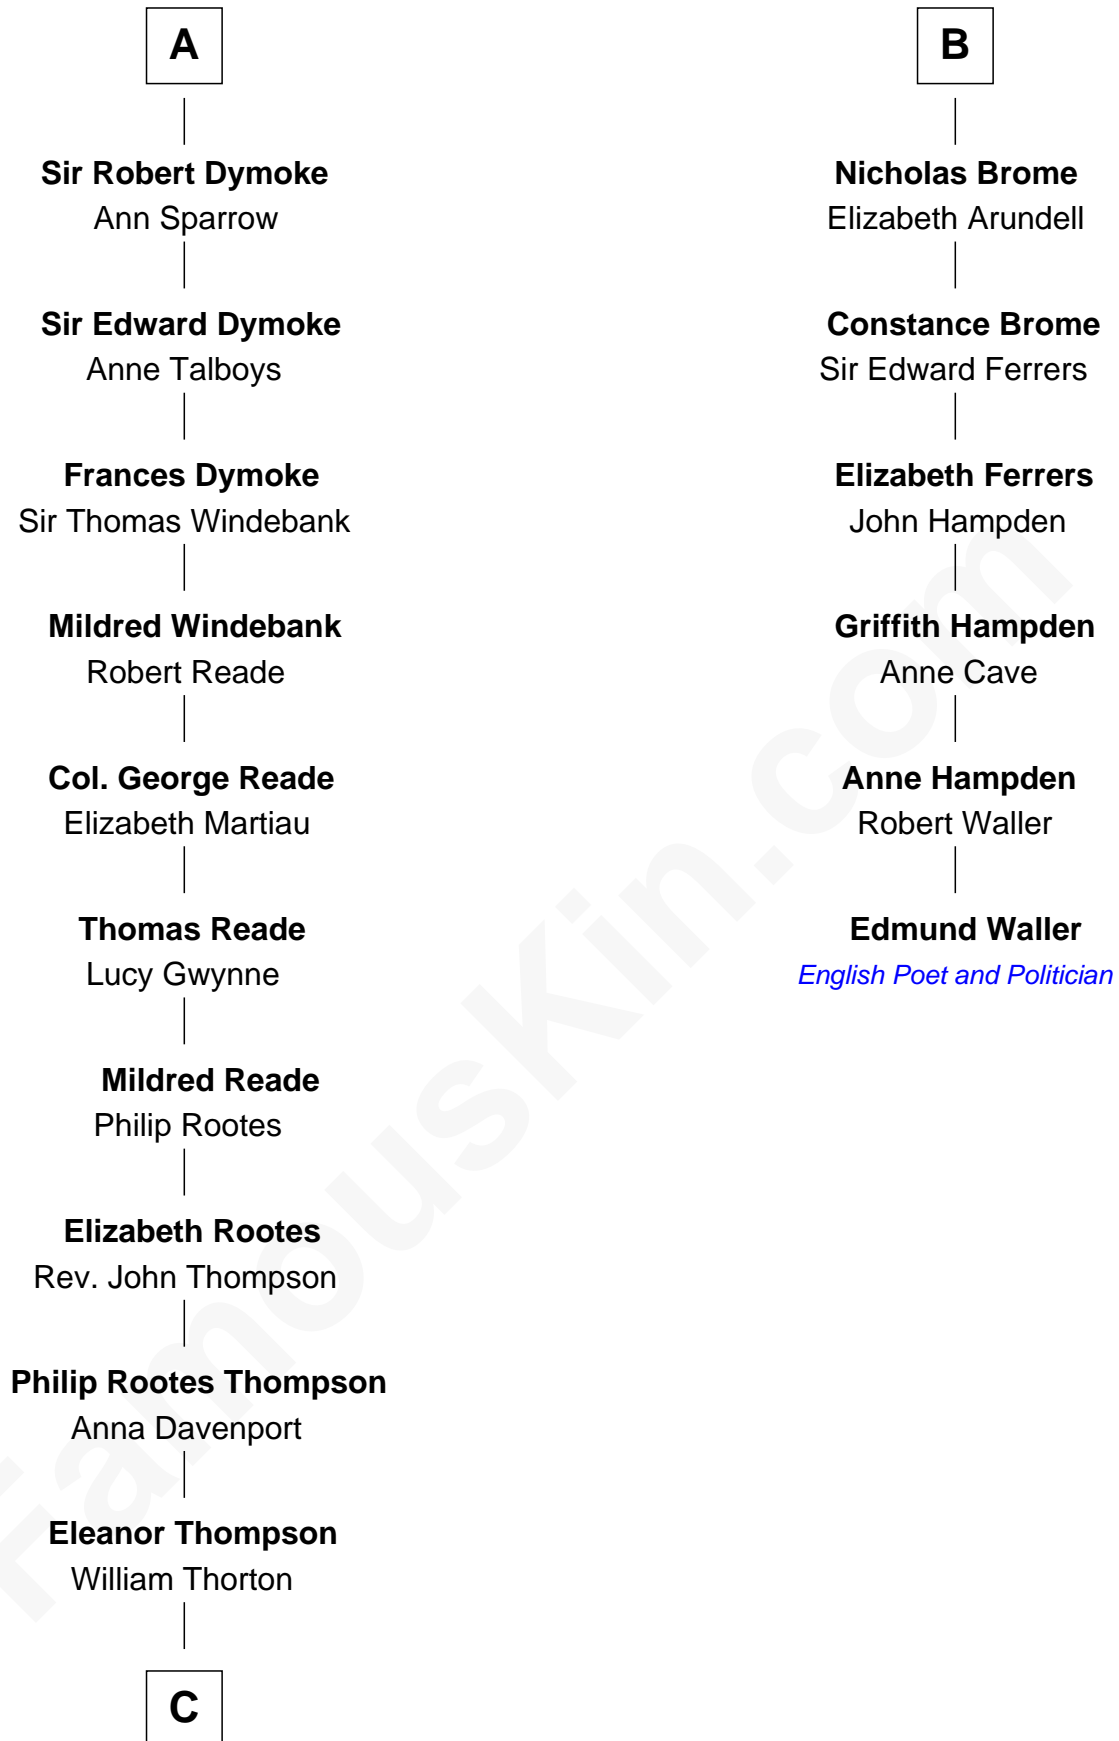 A
Sir Robert Dymoke
Ann Sparrow
Sir Edward Dymoke
Anne Talboys
Frances Dymoke
Sir Thomas Windebank
Mildred Windebank
Robert Reade
Col. George Reade
Elizabeth Martiau
Thomas Reade
Lucy Gwynne
Mildred Reade
Philip Rootes
Elizabeth Rootes
Rev. John Thompson
Philip Rootes Thompson
Anna Davenport
Eleanor Thompson
William Thorton
C
B
Nicholas Brome
Elizabeth Arundell
Constance Brome
Sir Edward Ferrers
Elizabeth Ferrers
John Hampden
Griffith Hampden
Anne Cave
Anne Hampden
Robert Waller
Edmund Waller
English Poet and Politician
FamousKin.com